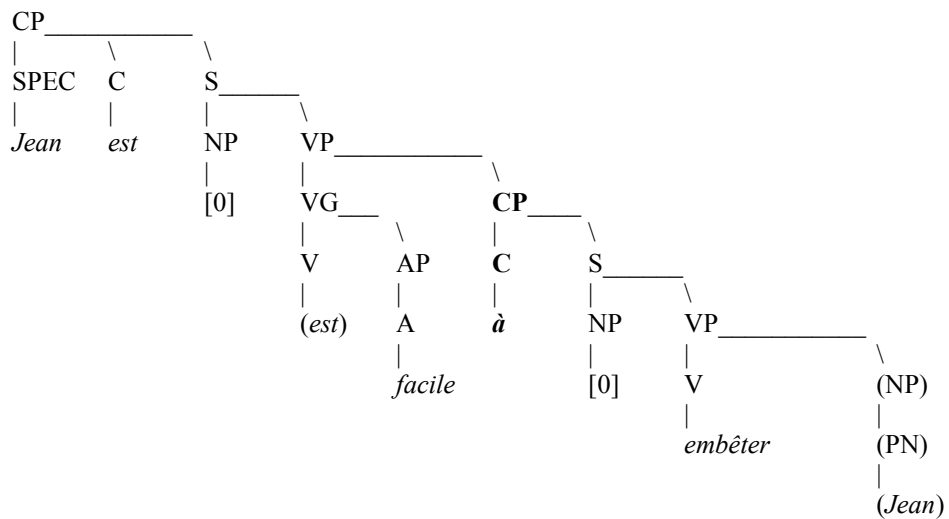 CP
SPEC C S
Jean est NP VP
[0] VG CP
V AP C S
(est) A à NP VP
facile [0] V (NP)
embêter (PN)
(Jean)